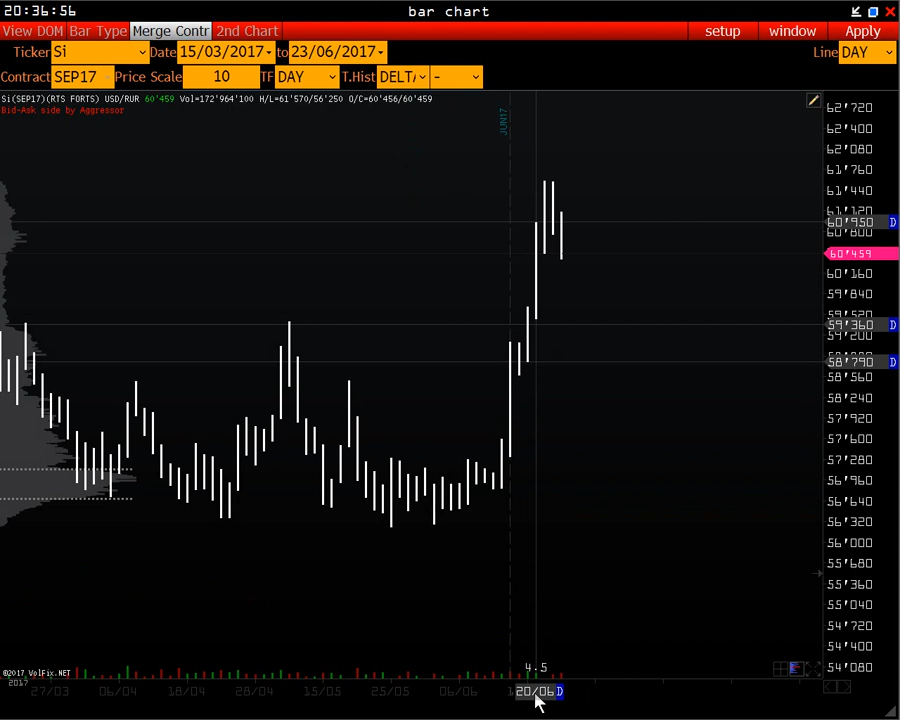 20:36:56 bar chart
View DOM Bar Type Merge Contr 2nd Chart setup window Apply
Ticker Si Date 15/03/2017 to 23/06/2017 Line DAY
Contract SEP17 Price Scale 10 TF DAY T.Hist DELT -
Si(SEP17)(RTS FORTS) USD/RUR 60'459 Vol=172'964'100 H/L=61'570/56'250 O/C=60'456/60'459
Bid-Ask side by Aggressor
JUN17
62'720
62'400
62'080
61'760
61'440
61'120
60'950 D
60'800
60'459
60'160
59'840
59'520
59'360 D
59'200
58'790 D
58'560
58'240
57'920
57'600
57'280
56'960
56'640
56'320
56'000
55'680
55'360
55'040
54'720
54'400
54'080
4.5
©2017 VolFix.NET
2017
27/03 06/04 18/04 28/04 15/05 25/05 06/06 20/06 D